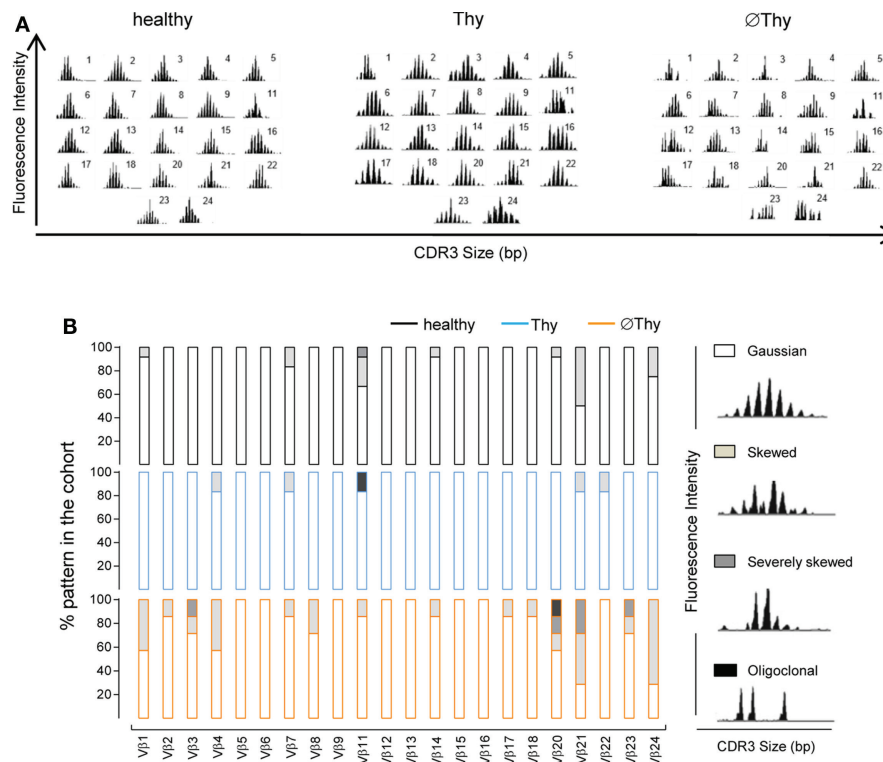 A
healthy
Thy
∅Thy
Fluorescence Intensity
1 2 3 4 5
6 7 8 9 11
12 13 14 15 16
17 18 20 21 22
23 24
1 2 3 4 5
6 7 8 9 11
12 13 14 15 16
17 18 20 21 22
23 24
1 2 3 4 5
6 7 8 9 11
12 13 14 15 16
17 18 20 21 22
23 24
CDR3 Size (bp)
B
healthy Thy ∅Thy
% pattern in the cohort
100
80
60
40
20
100
80
60
40
20
100
80
60
40
20
Vβ1 Vβ2 Vβ3 Vβ4 Vβ5 Vβ6 Vβ7 Vβ8 Vβ9 Vβ11 Vβ12 Vβ13 Vβ14 Vβ15 Vβ16 Vβ17 Vβ18 Vβ20 Vβ21 Vβ22 Vβ23 Vβ24
Gaussian
Skewed
Severely skewed
Oligoclonal
Fluorescence Intensity
CDR3 Size (bp)